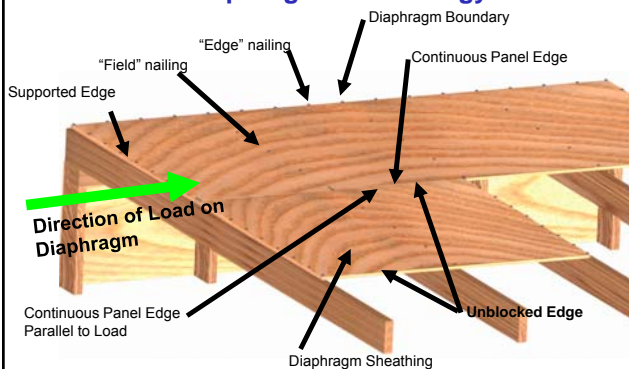 Diaphragm Boundary
"Edge" nailing
Continuous Panel Edge
"Field" nailing
Supported Edge
Direction of Load on
Diaphragm
Continuous Panel Edge
Parallel to Load
Unblocked Edge
Diaphragm Sheathing